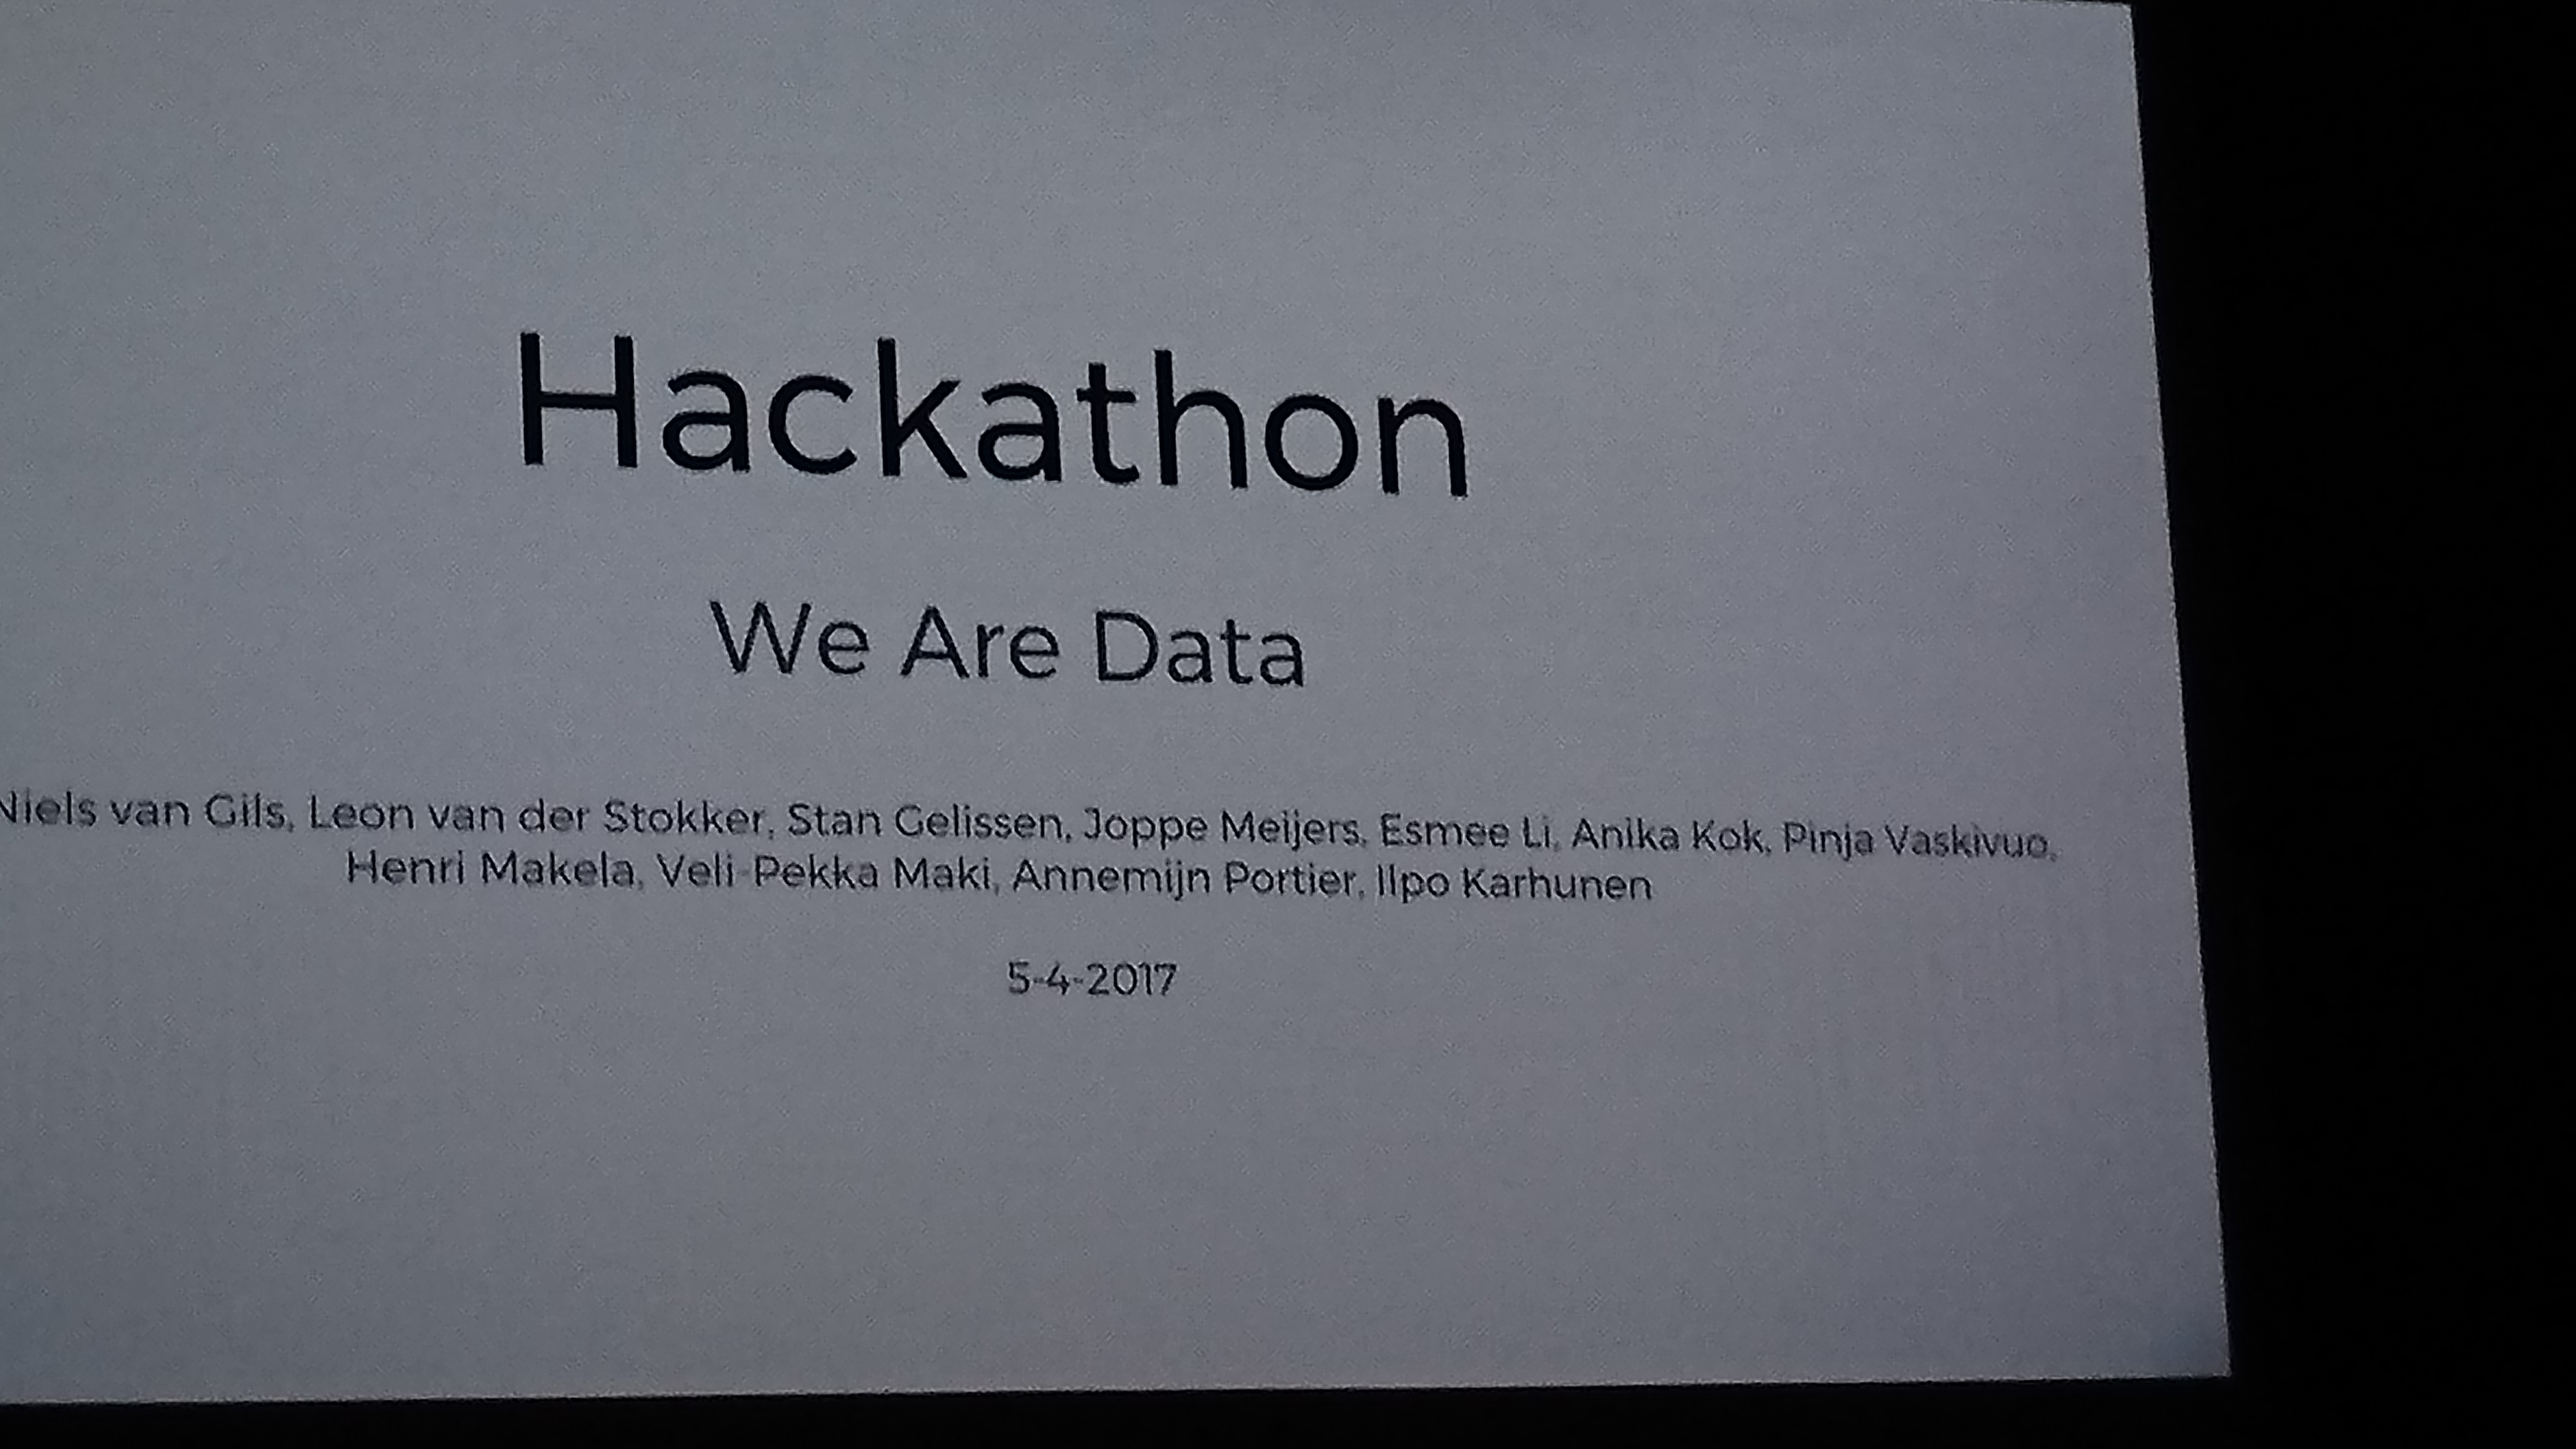 Hackathon
We Are Data
Niels van Gils, Leon van der Stokker, Stan Gelissen, Joppe Meijers, Esmee Li, Anika Kok, Pinja Vaskivuo,
Henri Makela, Veli-Pekka Maki, Annemijn Portier, Ilpo Karhunen
5-4-2017